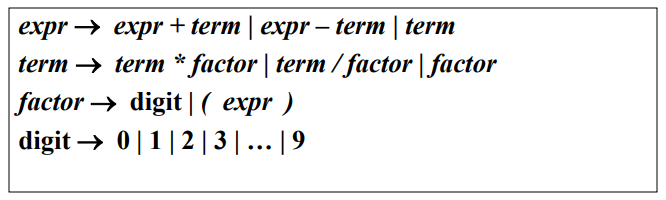 expr → expr + term | expr – term | term
term → term * factor | term / factor | factor
factor → digit | ( expr )
digit → 0 | 1 | 2 | 3 | … | 9